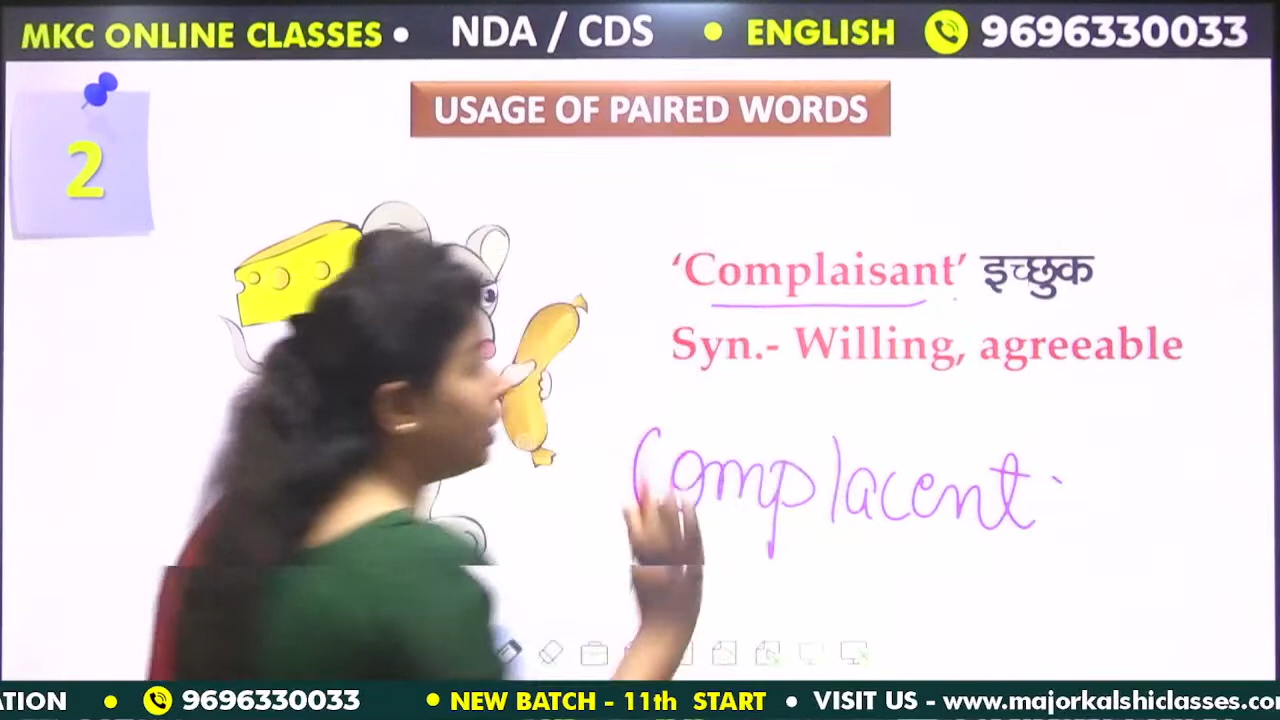 MKC ONLINE CLASSES • NDA / CDS • ENGLISH 9696330033
2
USAGE OF PAIRED WORDS
‘Complaisant’ इच्छुक
Syn.- Willing, agreeable
Complacent
ATION • 9696330033 • NEW BATCH - 11th START • VISIT US - www.majorkalshiclasses.co